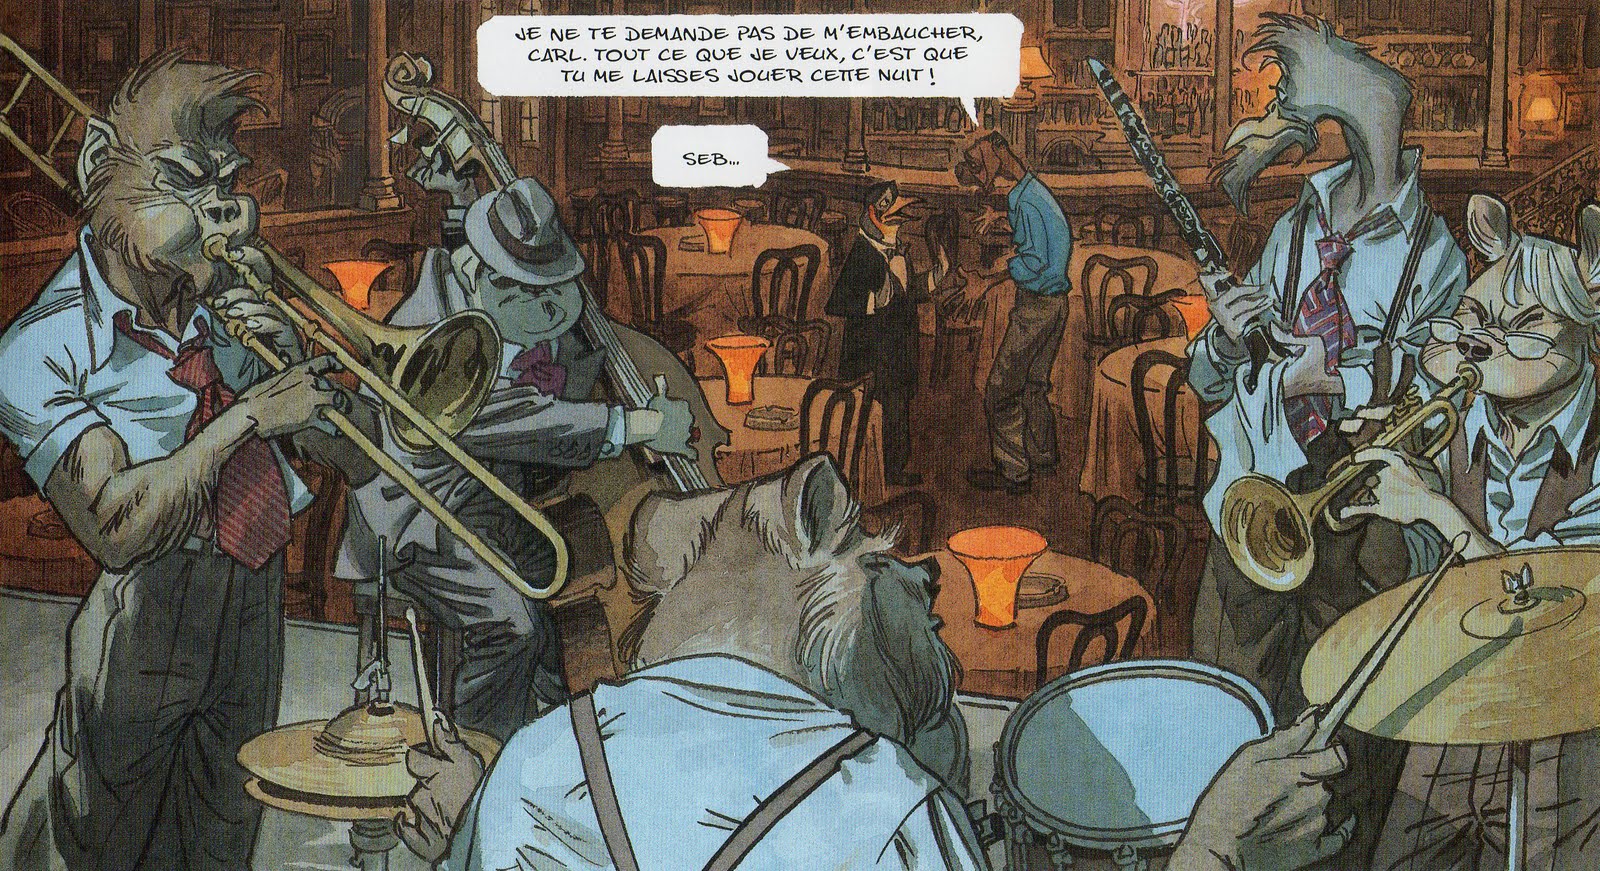 JE NE TE DEMANDE PAS DE M'EMBAUCHER,
CARL. TOUT CE QUE JE VEUX, C'EST QUE
TU ME LAISSES JOUER CETTE NUIT !
SEB...